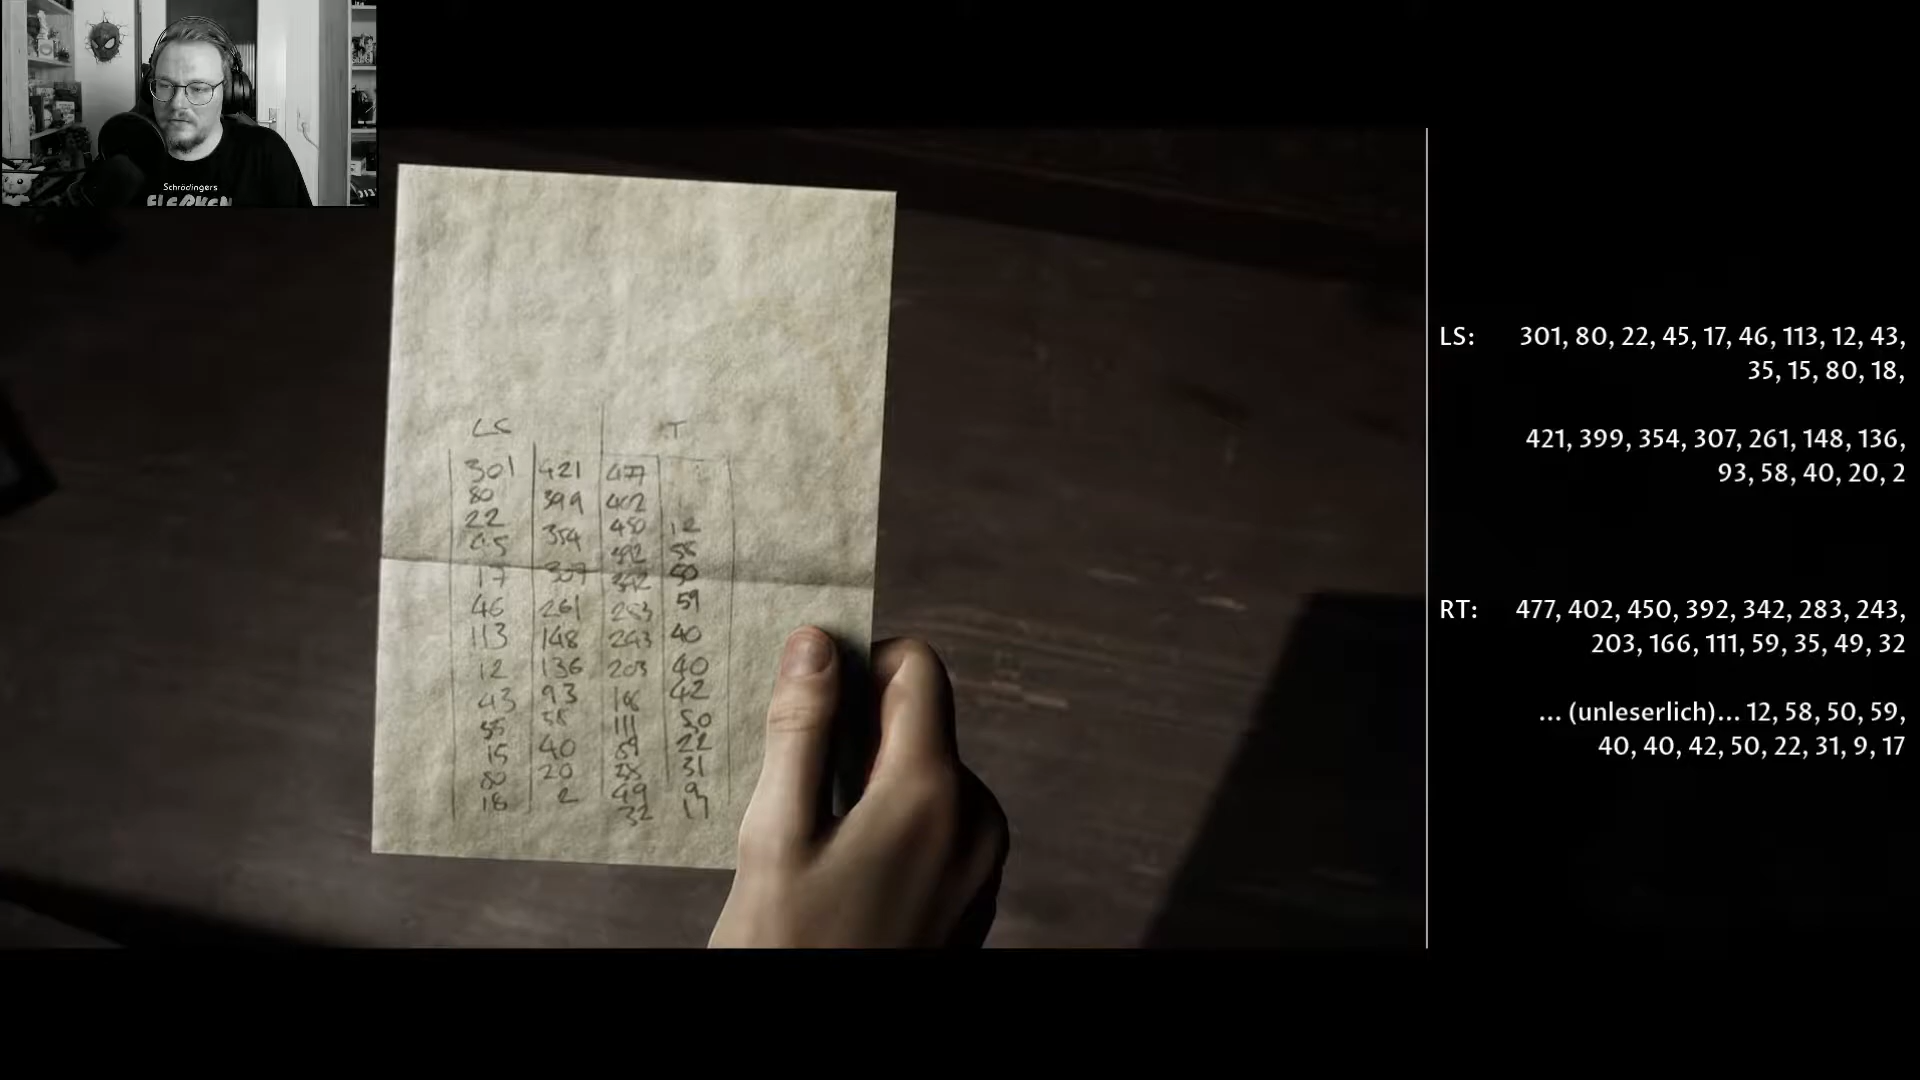 Schrödingers
LS
T
301 421 477
80 399 402
22 354 450 12
45 392 58
17 307 342 50
46 261 283 59
113 148 243 40
12 136 203 40
43 93 42
58 111 50
15 40 59 22
80 20 31
18 2 49 9
32 17
LS: 301, 80, 22, 45, 17, 46, 113, 12, 43,
35, 15, 80, 18,
421, 399, 354, 307, 261, 148, 136,
93, 58, 40, 20, 2
RT: 477, 402, 450, 392, 342, 283, 243,
203, 166, 111, 59, 35, 49, 32
... (unleserlich)... 12, 58, 50, 59,
40, 40, 42, 50, 22, 31, 9, 17